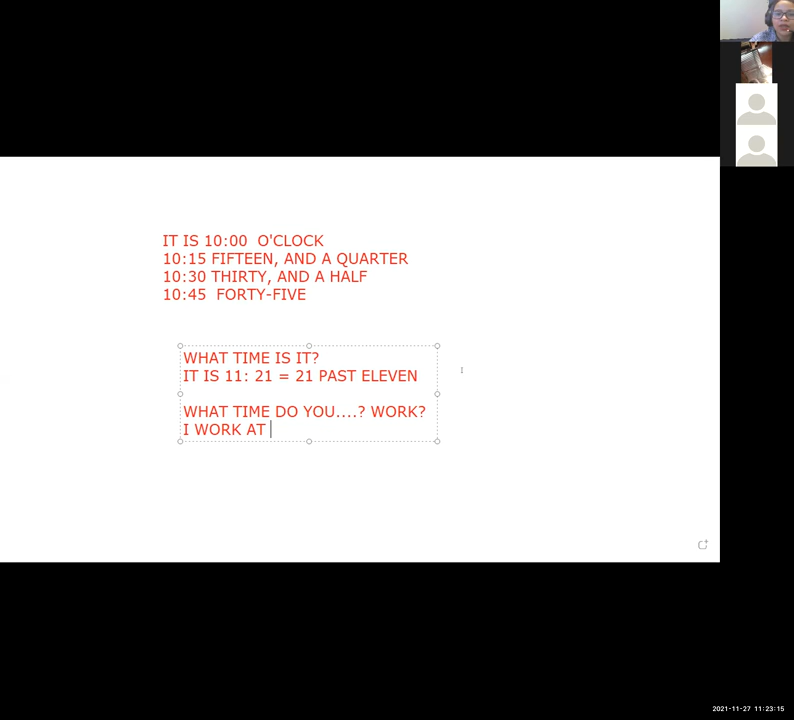 IT IS 10:00  O'CLOCK
10:15 FIFTEEN, AND A QUARTER
10:30 THIRTY, AND A HALF
10:45  FORTY-FIVE
WHAT TIME IS IT?
IT IS 11: 21 = 21 PAST ELEVEN
WHAT TIME DO YOU....? WORK?
I WORK AT
2021-11-27 11:23:15